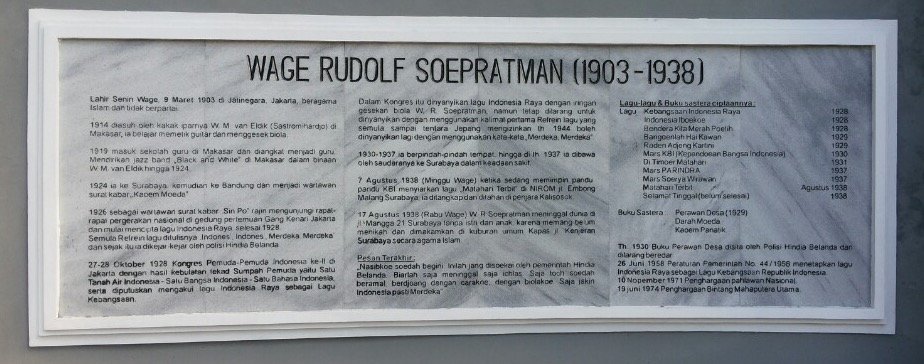 WAGE RUDOLF SOEPRATMAN (1903-1938)
Lahir Senin Wage, 9 Maret 1903 di Jatinegara, Jakarta, beragama
Islam dan tidak berpartai.
1914 diasuh oleh kakak iparnya W.M. van Eldik (Sastromihardjo) di
Makasar, ia belajar memetik guitar dan menggesek biola.
1919 masuk sekolah guru di Makasar dan diangkat menjadi guru.
Mendirikan jazz band „Black and White" di Makasar dalam binaan
W.M. van Eldik hingga 1924.
1924 ia ke Surabaya, kemudian ke Bandung dan menjadi wartawan
surat kabar „Kaoem Moeda"
1926 sebagai wartawan surat kabar „Sin Po" rajin mengunjung rapai-
rapai pergerakan nasional di gedung pertemuan Gang Kenari Jakarta
dan mulai mencipta lagu Indonesia Raya, selesai 1928.
Semula Refrein lagu ditulisnya "Indones', Indones', Merdeka, Merdeka"
dan sejak itu ia dikejar-kejar oleh polisi Hindia Belanda
27-28 Oktober 1928 Kongres Pemuda-Pemuda Indonesia ke-II di
Jakarta dengan hasil kebulatan tekad Sumpah Pemuda yaitu Satu
Tanah Air Indonesia - Satu Bangsa Indonesia - Satu Bahasa Indonesia,
serta diputuskan mengakui lagu Indonesia Raya sebagai Lagu
Kebangsaan.
Dalam Kongres itu dinyanyikan lagu Indonesia Raya dengan iringan
gesekan biola W. R. Soepratman, namun tetap dilarang untuk
dinyanyikan dengan menggunakan kalimat pertama Refrein lagu yang
semula, sampai tentara Jepang mengizinkan th 1944 boleh
dinyanyikan lagi dengan menggunakan kata-kata, Merdeka, Merdeka"
1930-1937 ia berpindah-pindah tempat, hingga di th. 1937 ia dibawa
oleh saudaranya ke Surabaya dalam keadaan sakit.
7 Agustus 1938 (Minggu Wage) ketika sedang memimpin pandu
pandu KBI menyiarkan lagu „Matahari Terbit" di NIROM jl. Embong
Malang Surabaya, ia ditangkap dan ditahan di penjara Kalisosok
17 Agustus 1938 (Rabu Wage) W. R. Soepratman meninggal dunia di
jl. Mangga 21 Surabaya tanpa istri dan anak, karena memang belum
menikah dan dimakamkan di kuburan umum Kapas jl. Kenjeran
Surabaya secara agama Islam.
Pesan Terakhir:
„Nasibkoe soedah begini. Inilah jang disoekai oleh pemerintah Hindia
Belanda. Biarlah saja meninggal, saja ichlas. Saja toch soedah
beramal, berdjoang dengan carakoe, dengan biolakoe. Saja jakin
Indonesia pasti Merdeka"
Lagu-lagu & Buku sastera ciptaannya:
Lagu : Kebangsaan Indonesia Raya 1928
Indonesia Iboekoe 1928
Bendera Kita Merah Poetih 1928
Bangoenlah Hai Kawan 1929
Raden Adjeng Kartini 1929
Mars KBI (Kepandoean Bangsa Indonesia) 1930
Di Timoer Matahari 1931
Mars PARINDRA 1937
Mars Soerya Wirawan 1937
Matahari Terbit Agustus 1938
Selamat Tinggal (belum selesai) 1938
Buku Sastera : Perawan Desa (1929)
Darah Moeda
Kaoem Panatik
Th. 1930 Buku Perawan Desa disita oleh Polisi Hindia Belanda dan
dilarang beredar
26 Juni 1958 Peraturan Pemerintah No. 44/1958 menetapkan lagu
Indonesia Raya sebagai Lagu Kebangsaan Republik Indonesia
10 Nopember 1971 Penghargaan pahlawan Nasional
19 juni 1974 Penghargaan Bintang Mahaputera Utama.